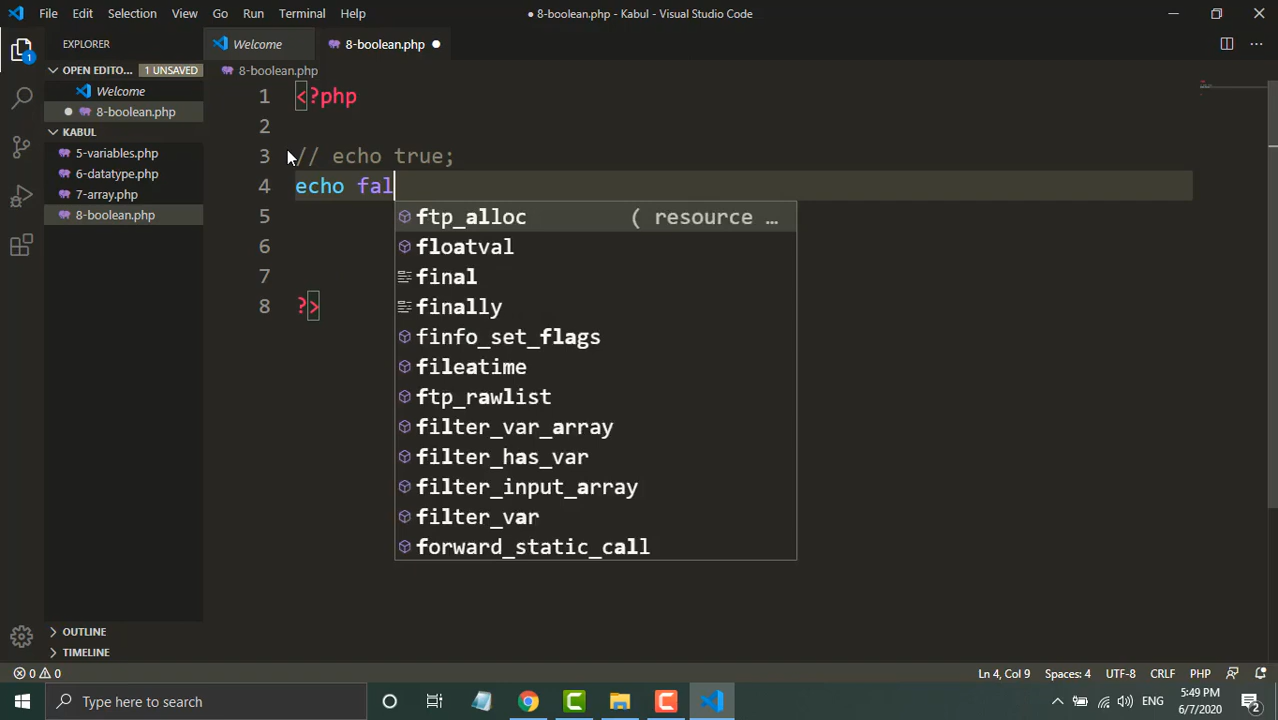 File Edit Selection View Go Run Terminal Help
● 8-boolean.php - Kabul - Visual Studio Code
EXPLORER
Welcome
8-boolean.php ●
OPEN EDITO... 1 UNSAVED
Welcome
● 8-boolean.php
KABUL
5-variables.php
6-datatype.php
7-array.php
8-boolean.php
OUTLINE
TIMELINE
8-boolean.php
1 <?php
2
3 // echo true;
4 echo fal
5
6
7
8 ?>
ftp_alloc ( resource …
floatval
final
finally
finfo_set_flags
fileatime
ftp_rawlist
filter_var_array
filter_has_var
filter_input_array
filter_var
forward_static_call
1
0 0
Ln 4, Col 9 Spaces: 4 UTF-8 CRLF PHP
Type here to search
ENG
5:49 PM
6/7/2020
2